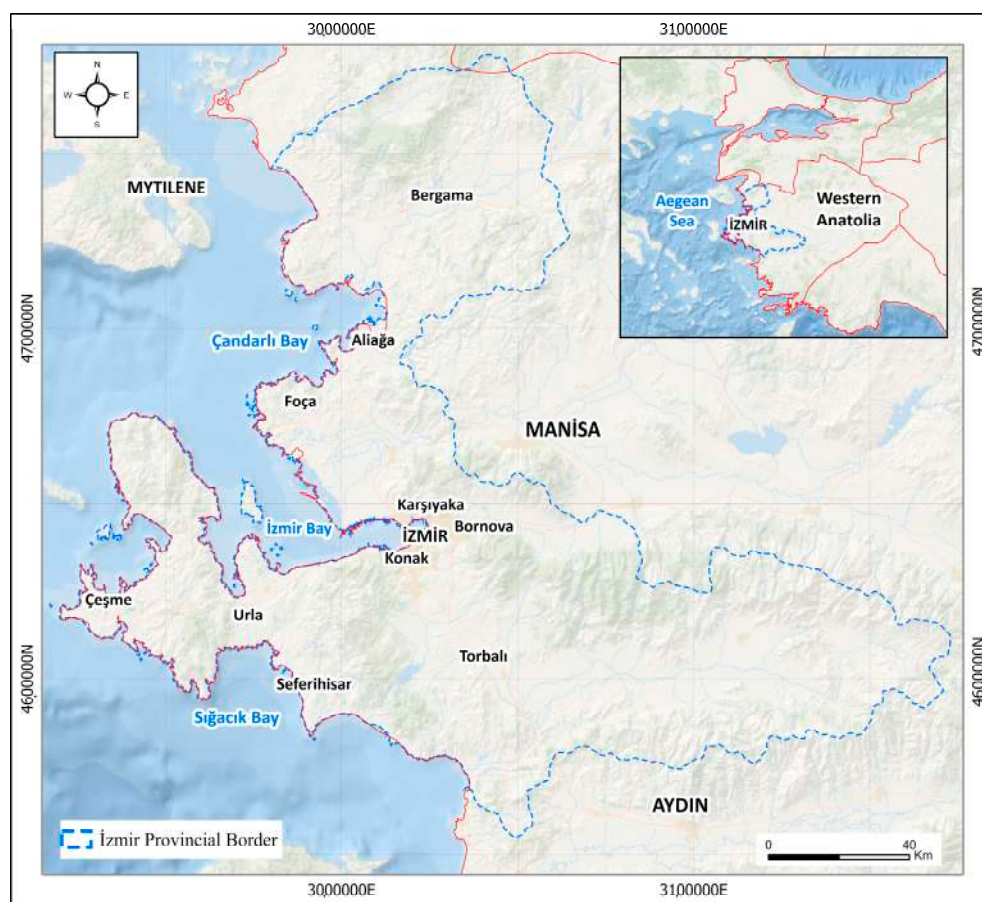 3000000E
3100000E
N
W
E
S
MYTILENE
Bergama
Aegean
Sea
Western
Anatolia
İZMİR
4700000N
4700000N
Çandarlı Bay
Aliağa
Foça
MANİSA
Karşıyaka
İzmir Bay
İZMİR
Bornova
Konak
Çeşme
Urla
Torbalı
4600000N
4600000N
Seferihisar
Sığacık Bay
AYDIN
İzmir Provincial Border
0
40
Km
3000000E
3100000E